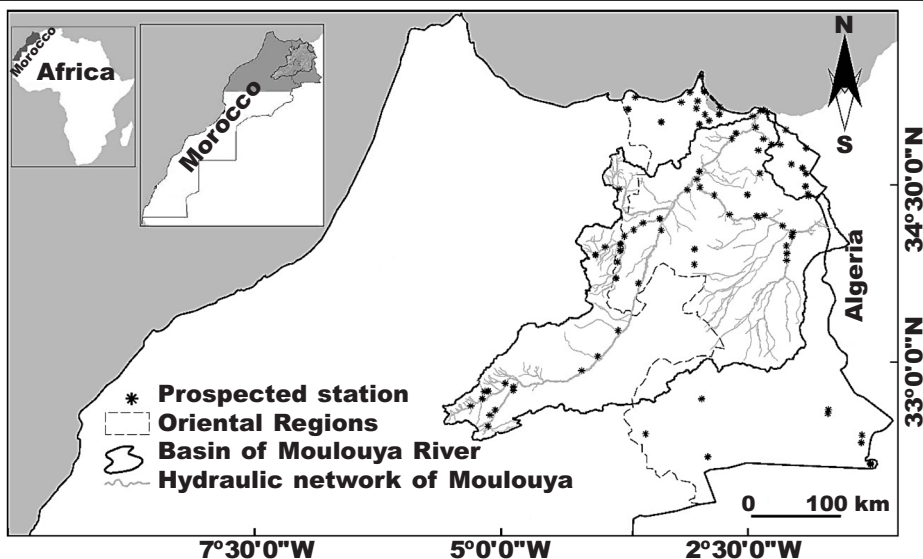 Morocco
Africa
Morocco
N
S
34°30'0"N
Algeria
33°0'0"N
Prospected station
Oriental Regions
Basin of Moulouya River
Hydraulic network of Moulouya
0 100 km
7°30'0"W 5°0'0"W 2°30'0"W